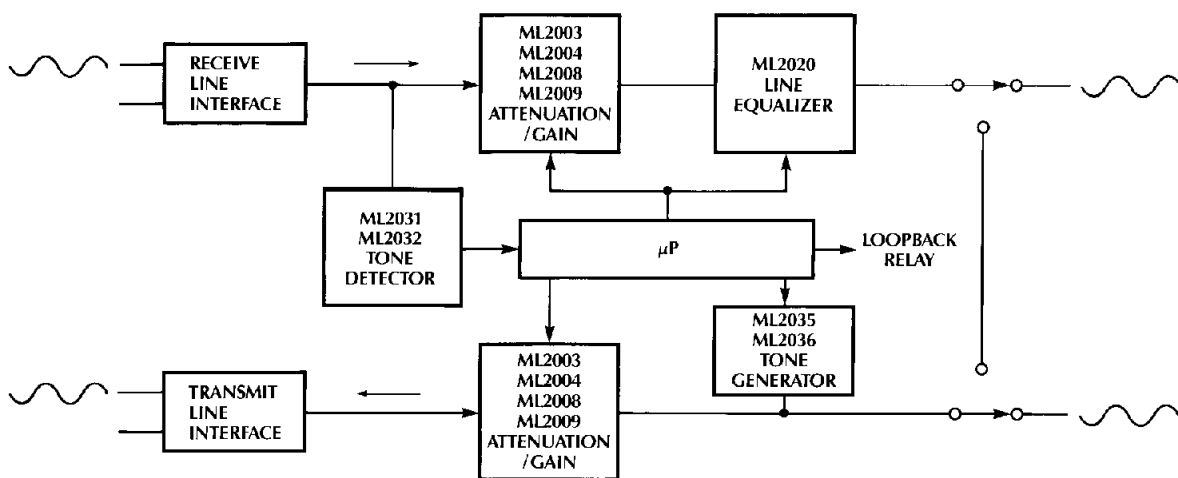 RECEIVE
LINE
INTERFACE
ML2003
ML2004
ML2008
ML2009
ATTENUATION
/GAIN
ML2020
LINE
EQUALIZER
ML2031
ML2032
TONE
DETECTOR
μP
LOOPBACK
RELAY
TRANSMIT
LINE
INTERFACE
ML2003
ML2004
ML2008
ML2009
ATTENUATION
/GAIN
ML2035
ML2036
TONE
GENERATOR